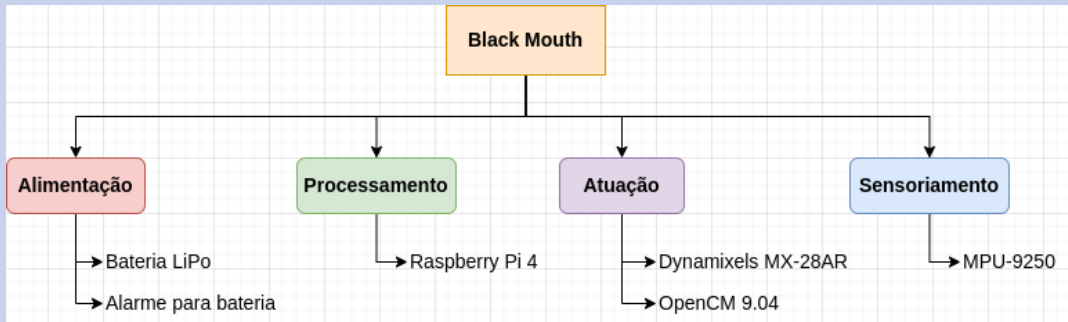 Black Mouth
Alimentação
Processamento
Atuação
Sensoriamento
Bateria LiPo
Raspberry Pi 4
Dynamixels MX-28AR
MPU-9250
Alarme para bateria
OpenCM 9.04